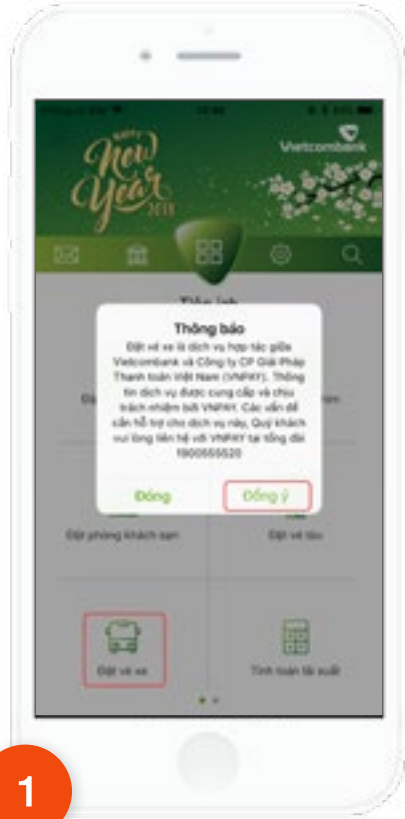 HAPPY
New
Year
2018
Vietcombank
Tiện ích
Thông báo
Đặt vé xe là dịch vụ hợp tác giữa
Vietcombank và Công ty CP Giải Pháp
Thanh toán Việt Nam (VNPAY). Thông
tin dịch vụ được cung cấp và chịu
trách nhiệm bởi VNPAY. Các vấn đề
cần hỗ trợ cho dịch vụ này, Quý khách
vui lòng liên hệ với VNPAY tại tổng đài
1900555520
Đóng
Đồng ý
Đặt phòng khách sạn
Đặt vé tàu
Đặt vé xe
Tính toán lãi suất
1